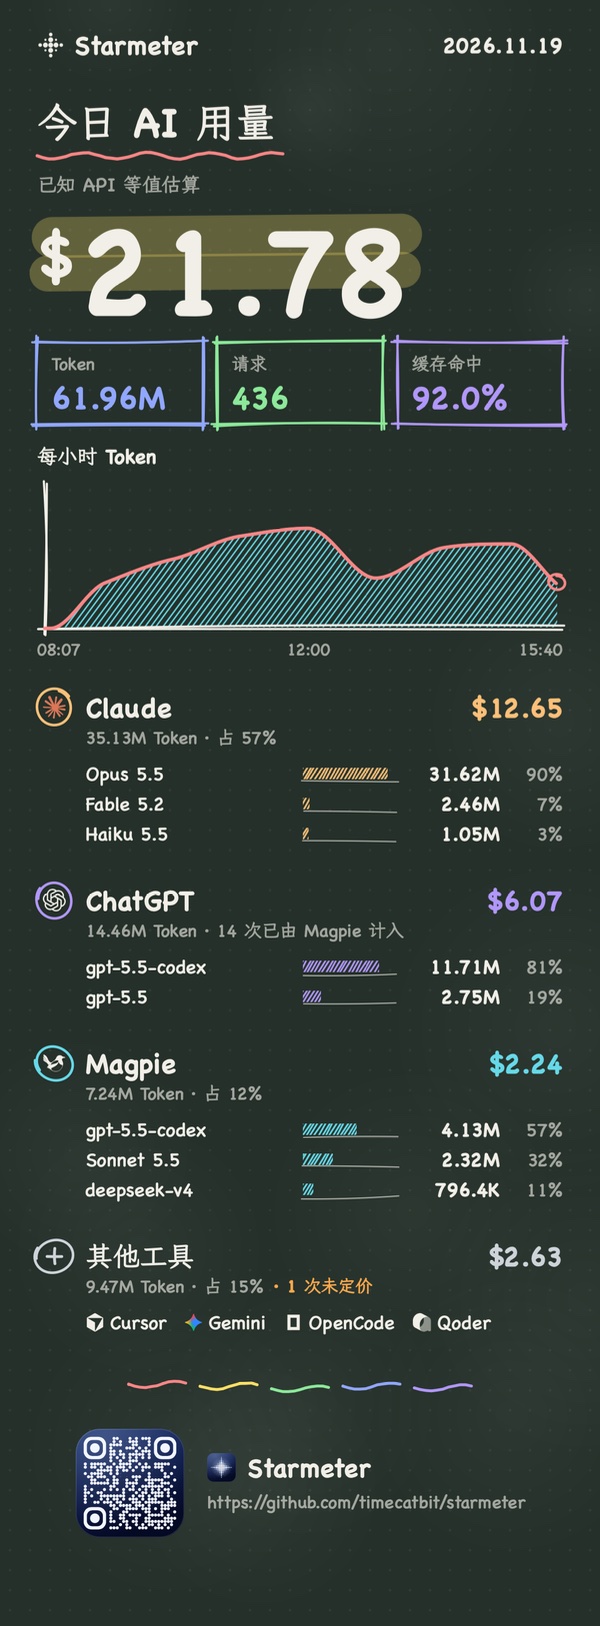 Starmeter
2026.11.19
今日 AI 用量
已知 API 等值估算
$21.78
Token
请求
缓存命中
61.96M
436
92.0%
每小时 Token
08:07
12:00
15:40
Claude
$12.65
35.13M Token · 占 57%
Opus 5.5 31.62M 90%
Fable 5.2 2.46M 7%
Haiku 5.5 1.05M 3%
ChatGPT
$6.07
14.46M Token · 14 次已由 Magpie 计入
gpt-5.5-codex 11.71M 81%
gpt-5.5 2.75M 19%
Magpie
$2.24
7.24M Token · 占 12%
gpt-5.5-codex 4.13M 57%
Sonnet 5.5 2.32M 32%
deepseek-v4 796.4K 11%
其他工具
$2.63
9.47M Token · 占 15% · 1 次未定价
Cursor Gemini OpenCode Qoder
Starmeter
https://github.com/timecatbit/starmeter